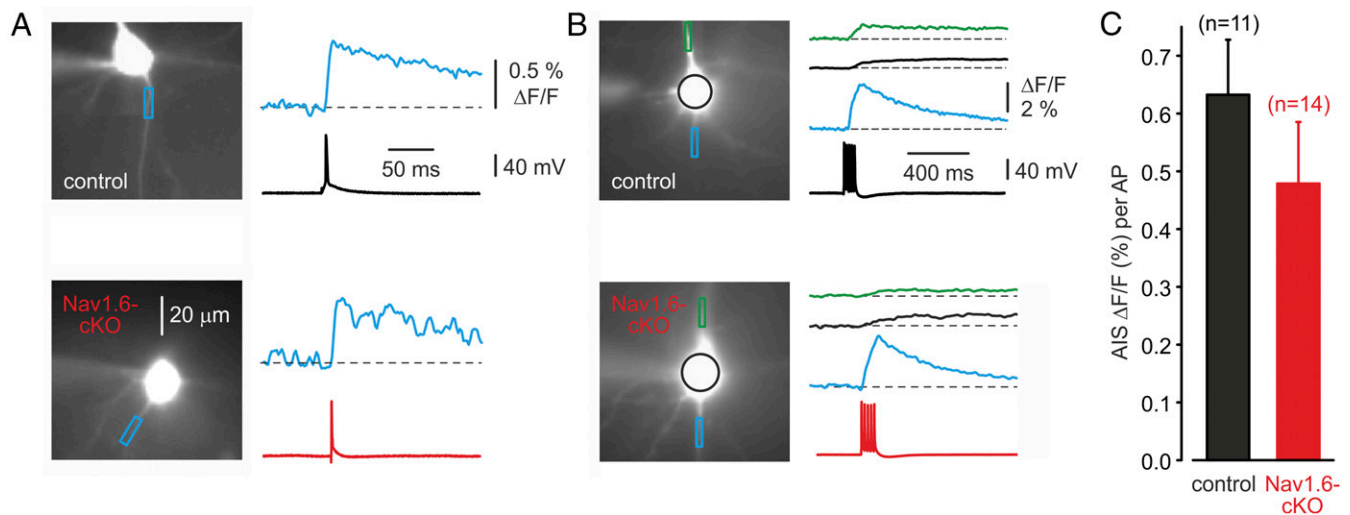 A
control
0.5 %
ΔF/F
50 ms
40 mV
Nav1.6-
cKO
20 μm
B
control
ΔF/F
2 %
400 ms
40 mV
Nav1.6-
cKO
C
AIS ΔF/F (%) per AP
0.7
0.6
0.5
0.4
0.3
0.2
0.1
0.0
(n=11)
(n=14)
control
Nav1.6-
cKO